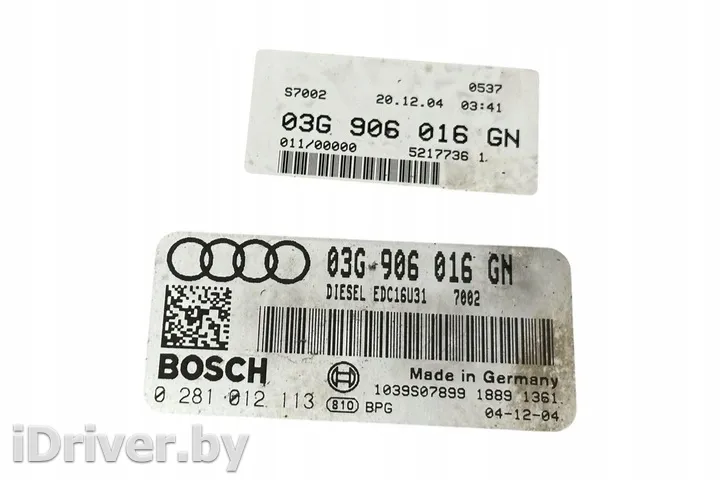 0537
S7002 20.12.04 03:41
03G 906 016 GN
011/00000 5217736 1
03G 906 016 GN
DIESEL EDC16U31 7002
BOSCH
Made in Germany
1039S07899 1889 1361
0 281 012 113 810 BPG 04-12-04
iDriver.by